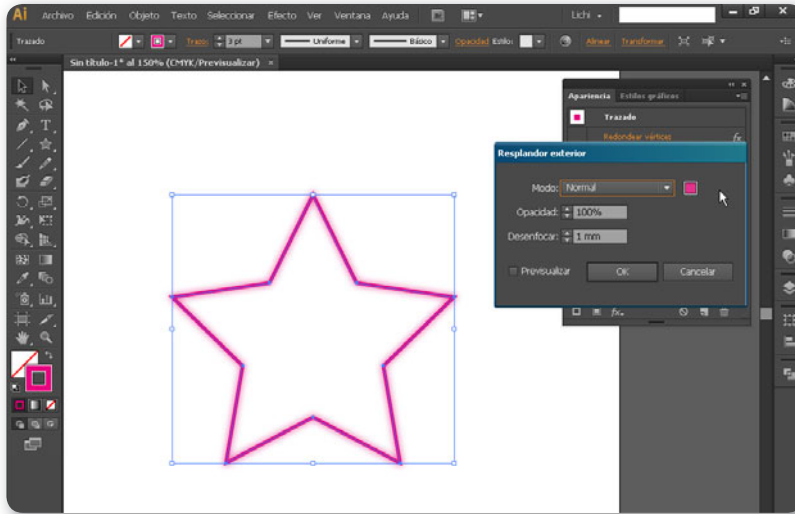 Ai Archivo Edición Objeto Texto Seleccionar Efecto Ver Ventana Ayuda Lichi
Trazado Trazo: 3 pt Uniforme Básico Opacidad Estilo: Alinear Transformar
Sin título-1* al 150% (CMYK/Previsualizar) ×
Apariencia Estilos gráficos
Trazado
Redondear vértices fx
Resplandor exterior
Modo: Normal
Opacidad: 100%
Desenfocar: 1 mm
Previsualizar OK Cancelar
fx